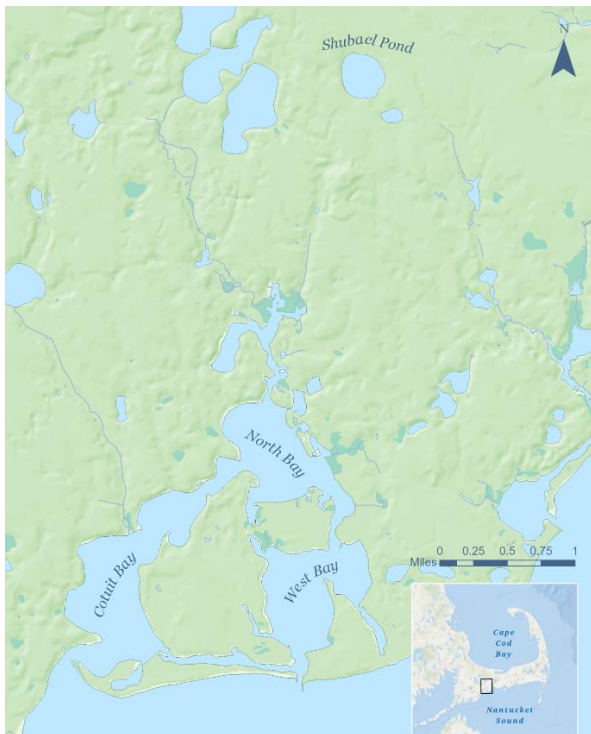 Shubael Pond
N
North Bay
0 0.25 0.5 0.75 1
Miles
Cotuit Bay
West Bay
Cape
Cod
Bay
Nantucket
Sound